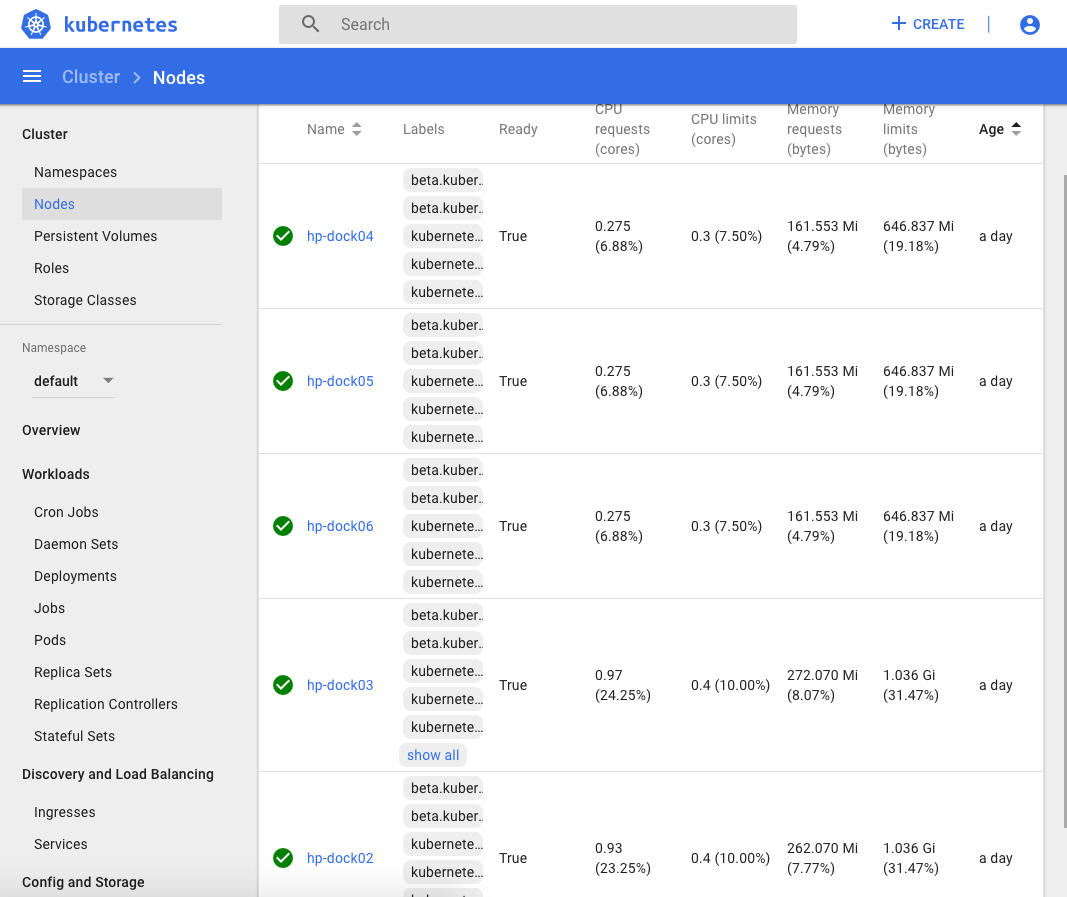 kubernetes
Search
CREATE
Cluster
Nodes
Cluster
Namespaces
Nodes
Persistent Volumes
Roles
Storage Classes
Namespace
default
Overview
Workloads
Cron Jobs
Daemon Sets
Deployments
Jobs
Pods
Replica Sets
Replication Controllers
Stateful Sets
Discovery and Load Balancing
Ingresses
Services
Config and Storage
Name
Labels
Ready
CPU
requests
(cores)
CPU limits
(cores)
Memory
requests
(bytes)
Memory
limits
(bytes)
Age
hp-dock04
beta.kuber..
beta.kuber..
kubernete…
kubernete…
kubernete…
True
0.275
(6.88%)
0.3 (7.50%)
161.553 Mi
(4.79%)
646.837 Mi
(19.18%)
a day
hp-dock05
beta.kuber..
beta.kuber..
kubernete…
kubernete…
kubernete…
True
0.275
(6.88%)
0.3 (7.50%)
161.553 Mi
(4.79%)
646.837 Mi
(19.18%)
a day
hp-dock06
beta.kuber..
beta.kuber..
kubernete…
kubernete…
kubernete…
True
0.275
(6.88%)
0.3 (7.50%)
161.553 Mi
(4.79%)
646.837 Mi
(19.18%)
a day
hp-dock03
beta.kuber..
beta.kuber..
kubernete…
kubernete…
kubernete…
show all
True
0.97
(24.25%)
0.4 (10.00%)
272.070 Mi
(8.07%)
1.036 Gi
(31.47%)
a day
hp-dock02
beta.kuber..
beta.kuber..
kubernete…
kubernete…
True
0.93
(23.25%)
0.4 (10.00%)
262.070 Mi
(7.77%)
1.036 Gi
(31.47%)
a day